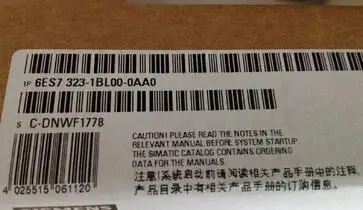 1P 6ES7 323-1BL00-0AA0
S C-DNWF1778
CAUTION! PLEASE READ THE NOTES IN THE
RELEVANT MANUAL BEFORE SYSTEM STARTUP.
THE SIMATIC CATALOG CONTAINS ORDERING
DATA FOR THE MANUALS.
注意!系统启动前请阅读相关产品手册中的注释,
产品目录中有相关产品手册的订购信息。
4 025515 061120
SIEMENS